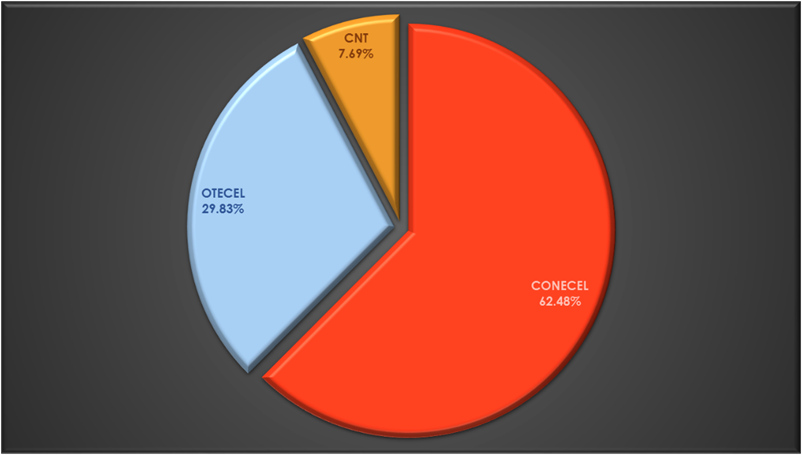 CNT
7.69%
OTECEL
29.83%
CONECEL
62.48%